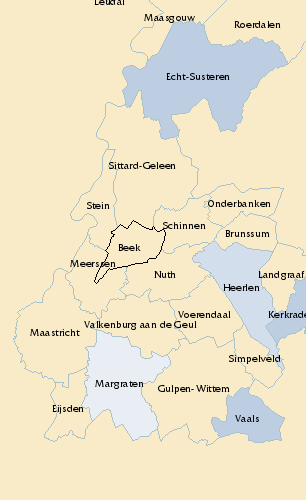 Leudal
Maasgouw
Roerdalen
Echt-Susteren
Sittard-Geleen
Stein
Onderbanken
Schinnen
Brunssum
Beek
Meerssen
Nuth
Landgraaf
Heerlen
Kerkrade
Voerendaal
Valkenburg aan de Geul
Maastricht
Simpelveld
Margraten
Gulpen- Wittem
Eijsden
Vaals